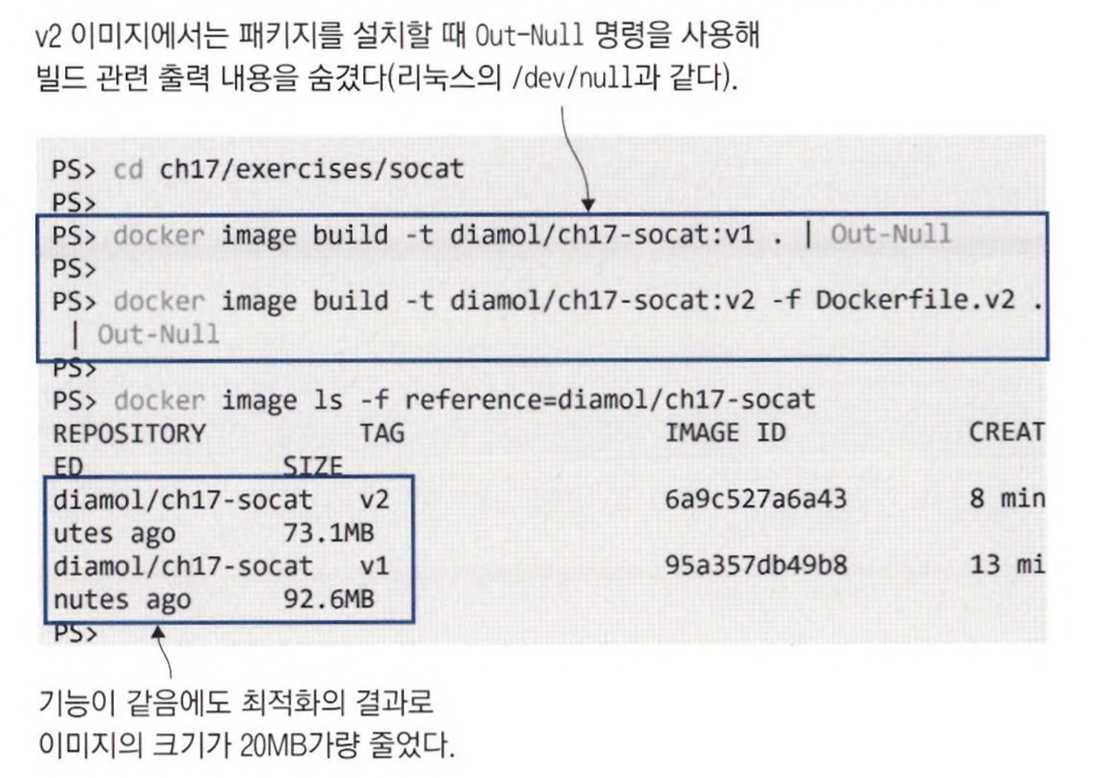 v2 이미지에서는 패키지를 설치할 때 Out-Null 명령을 사용해
빌드 관련 출력 내용을 숨겼다(리눅스의 /dev/null과 같다).
PS> cd ch17/exercises/socat
PS>
PS> docker image build -t diamol/ch17-socat:v1 . | Out-Null
PS>
PS> docker image build -t diamol/ch17-socat:v2 -f Dockerfile.v2 .
| Out-Null
PS>
PS> docker image ls -f reference=diamol/ch17-socat
REPOSITORY TAG IMAGE ID CREAT
ED SIZE
diamol/ch17-socat v2 6a9c527a6a43 8 min
utes ago 73.1MB
diamol/ch17-socat v1 95a357db49b8 13 mi
nutes ago 92.6MB
PS>
기능이 같음에도 최적화의 결과로
이미지의 크기가 20MB가량 줄었다.